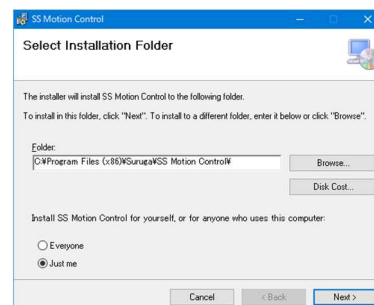 SS Motion Control
Select Installation Folder
The installer will install SS Motion Control to the following folder.
To install in this folder, click "Next". To install to a different folder, enter it below or click "Browse".
Folder:
C:¥Program Files (x86)¥Suruga¥SS Motion Control¥
Browse...
Disk Cost...
Install SS Motion Control for yourself, or for anyone who uses this computer:
Everyone
Just me
Cancel
< Back
Next >